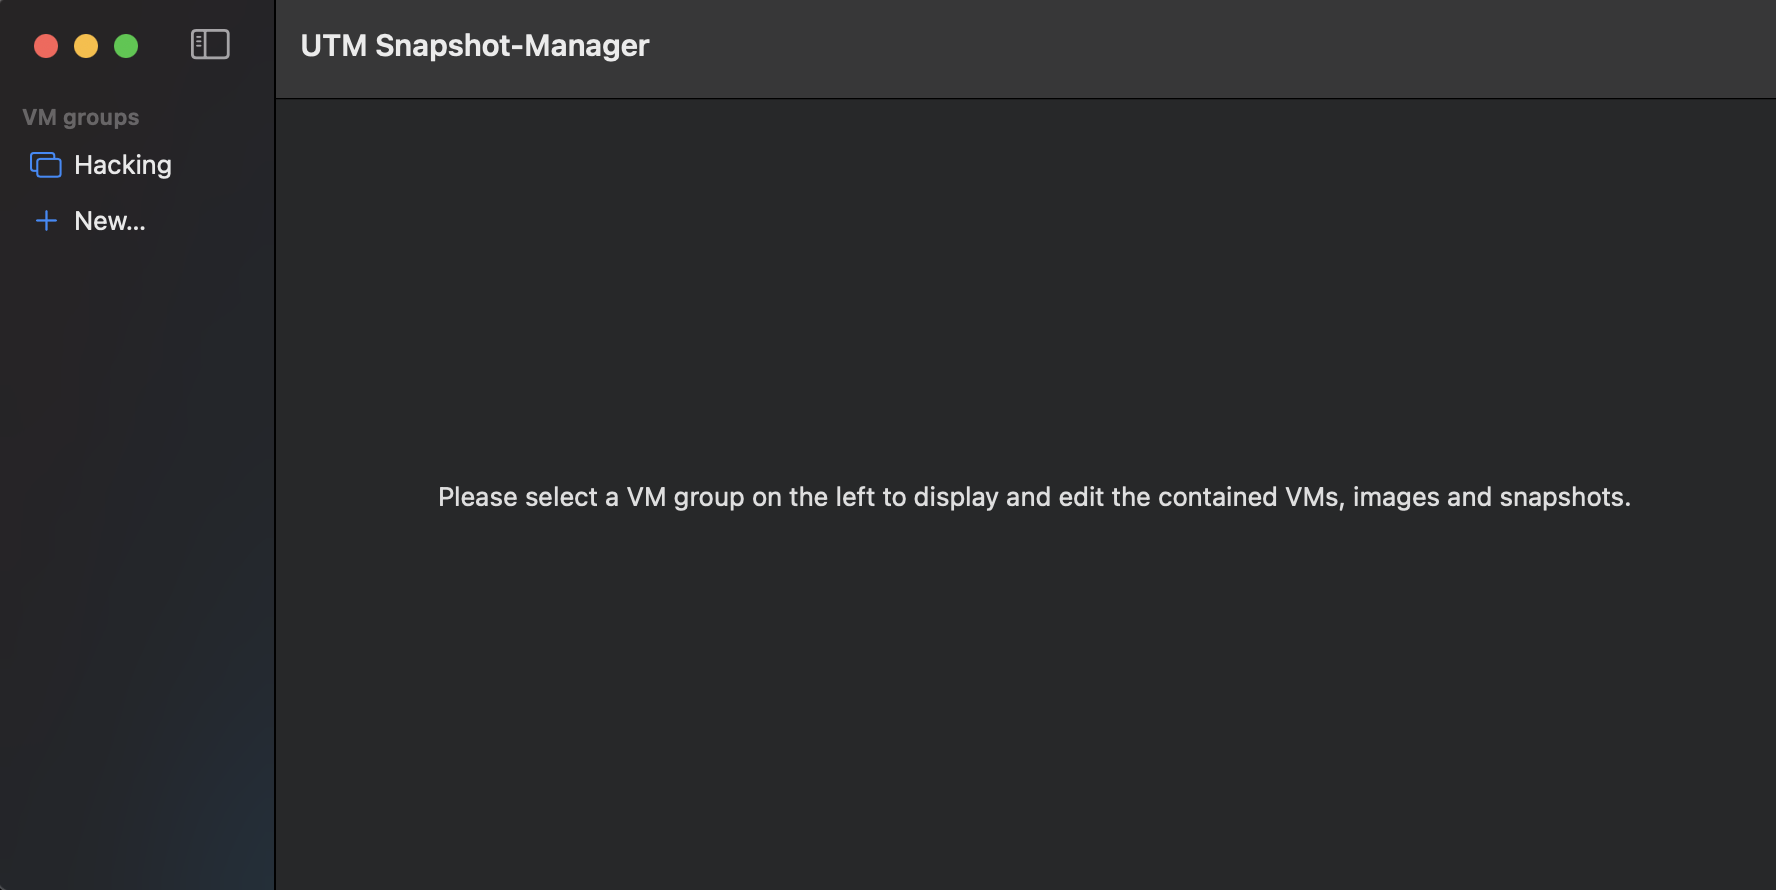 UTM Snapshot-Manager
VM groups
Hacking
New...
Please select a VM group on the left to display and edit the contained VMs, images and snapshots.